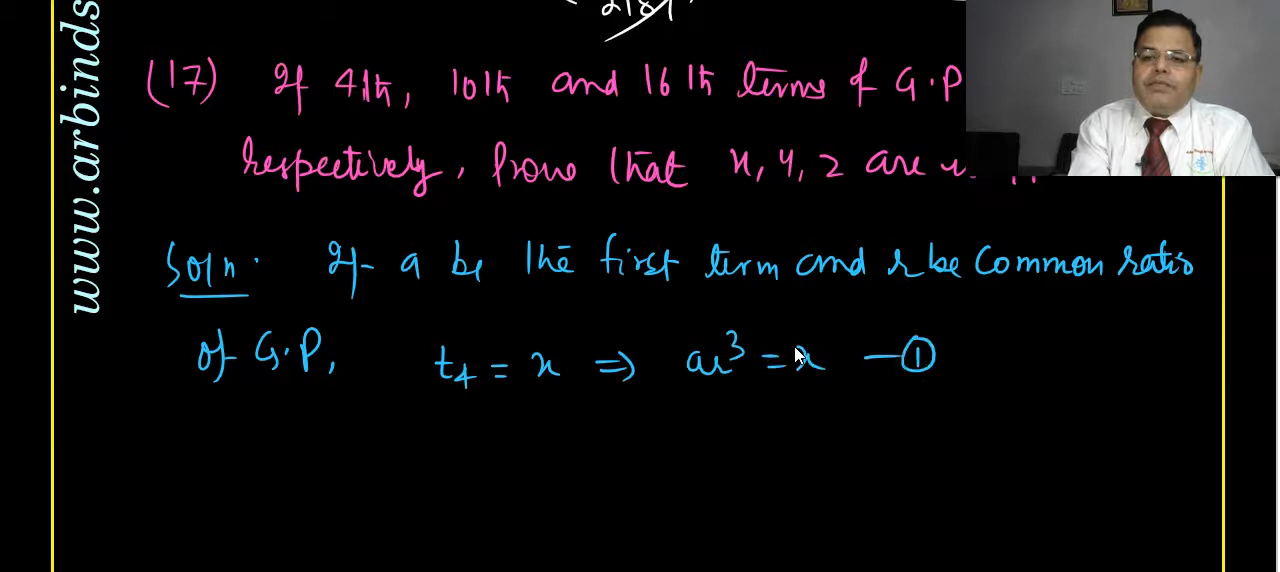 www.arbinds
(17) If 4th, 10th and 16th terms of G.P
respectively, Prove that x, y, z are in
Soln. If a be the first term and r be common ratio
of G.P, t₄ = x ⇒ ar³ = x —①